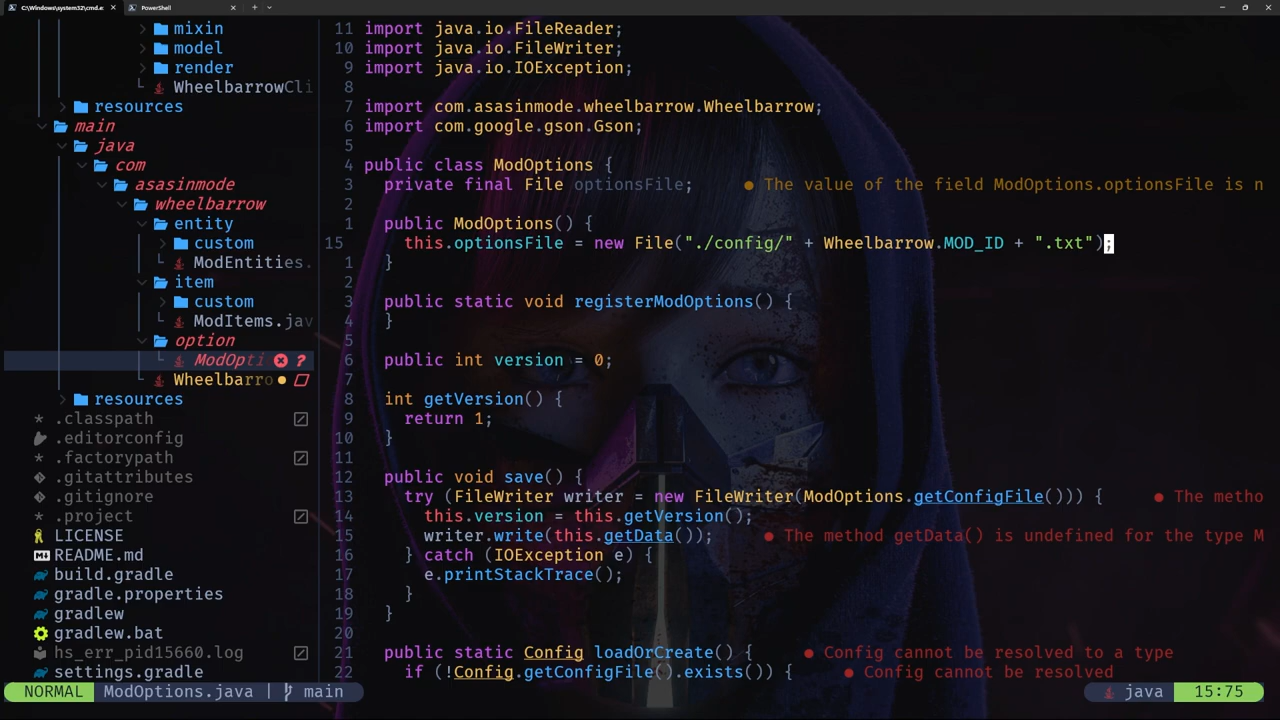 C:\Windows\system32\cmd.e: × PowerShell × + ⌄
mixin
model
render
WheelbarrowCli
resources
main
java
com
asasinmode
wheelbarrow
entity
custom
ModEntities.
item
custom
ModItems.jav
option
ModOpti ?
Wheelbarro
resources
.classpath
.editorconfig
.factorypath
.gitattributes
.gitignore
.project
LICENSE
README.md
build.gradle
gradle.properties
gradlew
gradlew.bat
hs_err_pid15660.log
settings.gradle
11 import java.io.FileReader;
10 import java.io.FileWriter;
9 import java.io.IOException;
8
7 import com.asasinmode.wheelbarrow.Wheelbarrow;
6 import com.google.gson.Gson;
5
4 public class ModOptions {
3 private final File optionsFile; ● The value of the field ModOptions.optionsFile is n
2
1 public ModOptions() {
15 this.optionsFile = new File("./config/" + Wheelbarrow.MOD_ID + ".txt");
1 }
2
3 public static void registerModOptions() {
4 }
5
6 public int version = 0;
7
8 int getVersion() {
9 return 1;
10 }
11
12 public void save() {
13 try (FileWriter writer = new FileWriter(ModOptions.getConfigFile())) { ● The metho
14 this.version = this.getVersion();
15 writer.write(this.getData()); ● The method getData() is undefined for the type M
16 } catch (IOException e) {
17 e.printStackTrace();
18 }
19 }
20
21 public static Config loadOrCreate() { ● Config cannot be resolved to a type
22 if (!Config.getConfigFile().exists()) { ● Config cannot be resolved
NORMAL ModOptions.java | main java 15:75